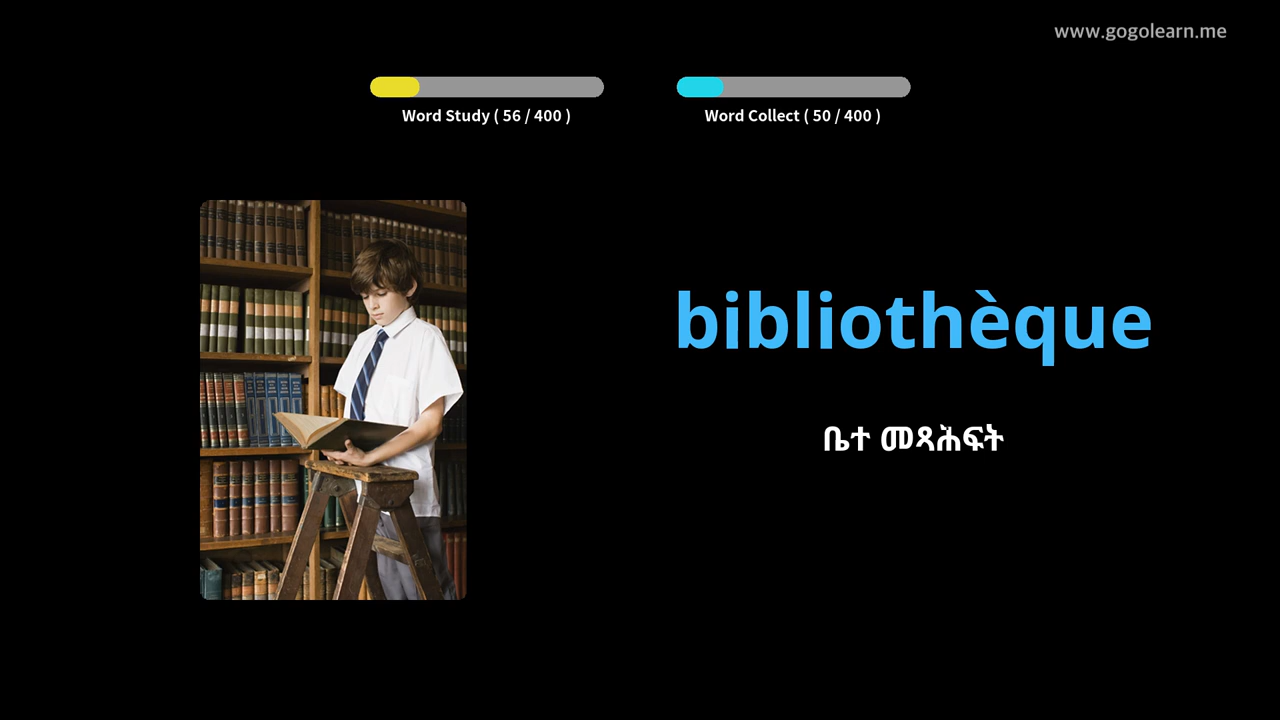 www.gogolearn.me
Word Study ( 56 / 400 )
Word Collect ( 50 / 400 )
bibliothèque
ቤተ መጻሕፍት